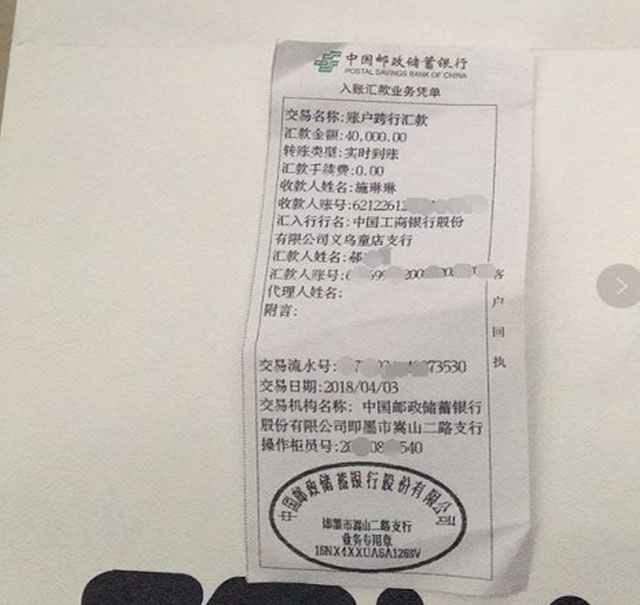 中国邮政储蓄银行
POSTAL SAVINGS BANK OF CHINA
入账汇款业务凭单
交易名称:账户跨行汇款
汇款金额:40,000.00
转账类型:实时到账
汇款手续费:0.00
收款人姓名:施琳琳
收款人账号:6212261
汇入行行名:中国工商银行股份
有限公司义乌童店支行
汇款人姓名:郝
汇款人账号:6
代理人姓名:
附言:
客户回执
交易流水号: 73530
交易日期:2018/04/03
交易机构名称: 中国邮政储蓄银行
股份有限公司即墨市嵩山二路支行
操作柜员号:20 08 540
中国邮政储蓄银行股份有限公司
即墨市嵩山二路支行
业务专用章